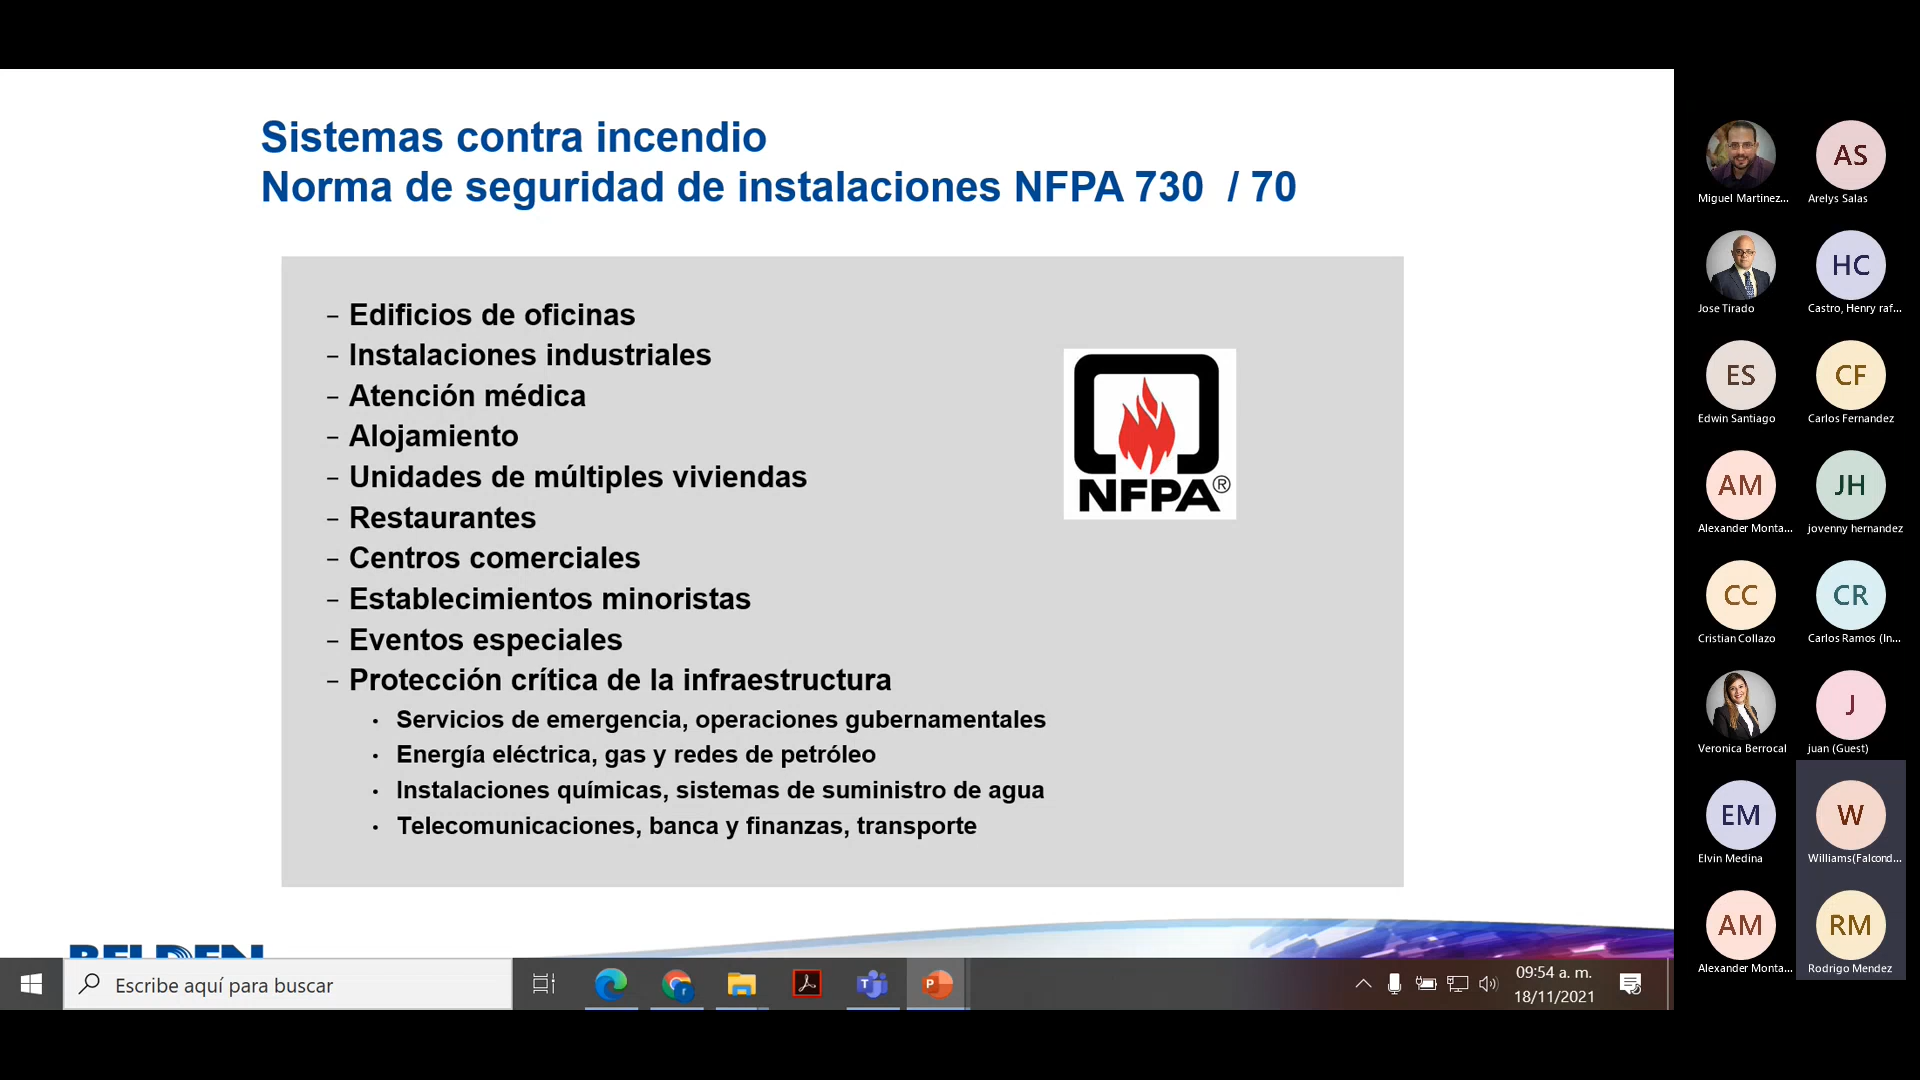 Sistemas contra incendio
Norma de seguridad de instalaciones NFPA 730 / 70
– Edificios de oficinas
– Instalaciones industriales
– Atención médica
– Alojamiento
– Unidades de múltiples viviendas
– Restaurantes
– Centros comerciales
– Establecimientos minoristas
– Eventos especiales
– Protección crítica de la infraestructura
• Servicios de emergencia, operaciones gubernamentales
• Energía eléctrica, gas y redes de petróleo
• Instalaciones químicas, sistemas de suministro de agua
• Telecomunicaciones, banca y finanzas, transporte
NFPA®
BELDEN
Escribe aquí para buscar
09:54 a. m.
18/11/2021
Miguel Martinez...
AS
Arelys Salas
Jose Tirado
HC
Castro, Henry raf...
ES
Edwin Santiago
CF
Carlos Fernandez
AM
Alexander Monta...
JH
jovenny hernandez
CC
Cristian Collazo
CR
Carlos Ramos (In...
Veronica Berrocal
J
juan (Guest)
EM
Elvin Medina
W
Williams(Falcond...
AM
Alexander Monta...
RM
Rodrigo Mendez